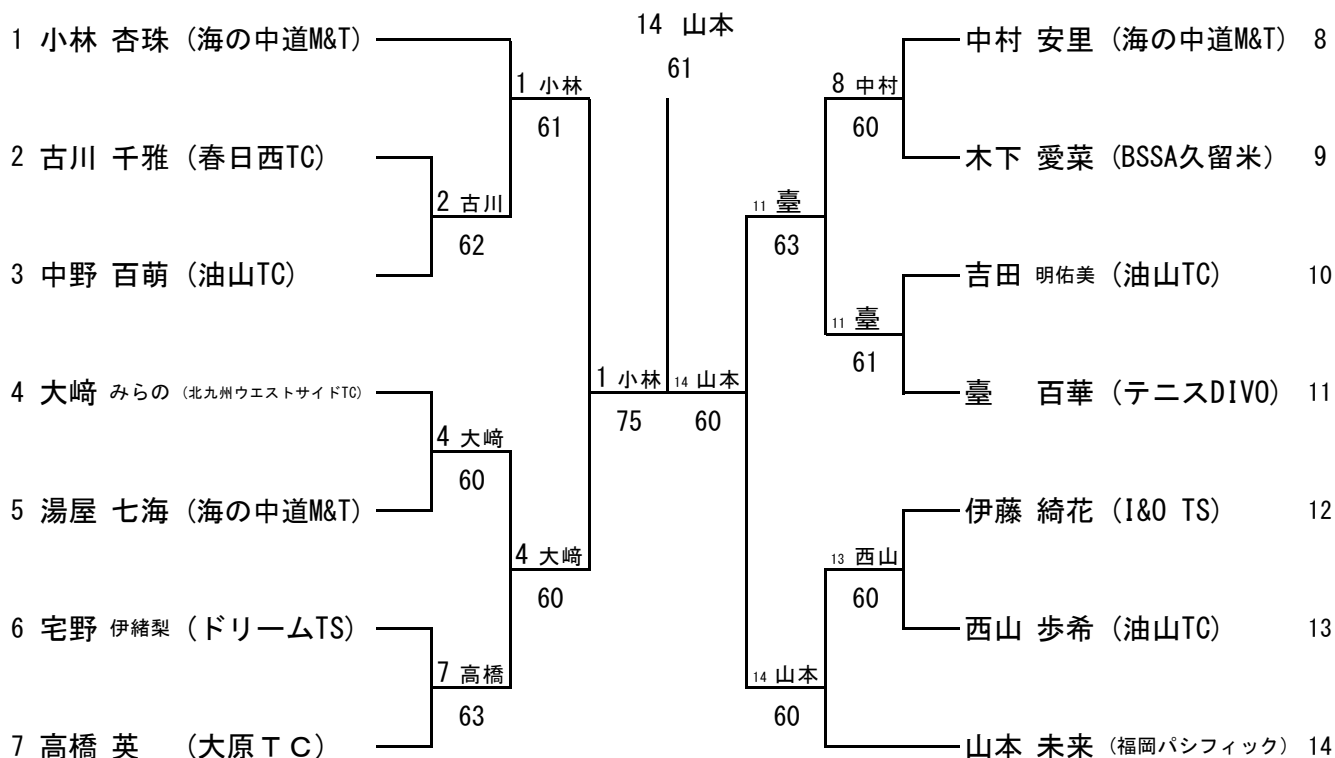 14 山本
61
1 小林 杏珠 (海の中道M&T)
1 小林
61
2 古川 千雅 (春日西TC)
2 古川
62
3 中野 百萌 (油山TC)
4 大﨑 みらの (北九州ウエストサイドTC)
4 大﨑
60
5 湯屋 七海 (海の中道M&T)
4 大﨑
60
6 宅野 伊緒梨 (ドリームTS)
7 高橋
63
7 高橋 英 (大原TC)
1 小林
75
14 山本
60
中村 安里 (海の中道M&T) 8
8 中村
60
木下 愛菜 (BSSA久留米) 9
11 臺
63
吉田 明佑美 (油山TC) 10
11 臺
61
臺 百華 (テニスDIVO) 11
伊藤 綺花 (I&O TS) 12
13 西山
60
西山 歩希 (油山TC) 13
14 山本
60
山本 未来 (福岡パシフィック) 14